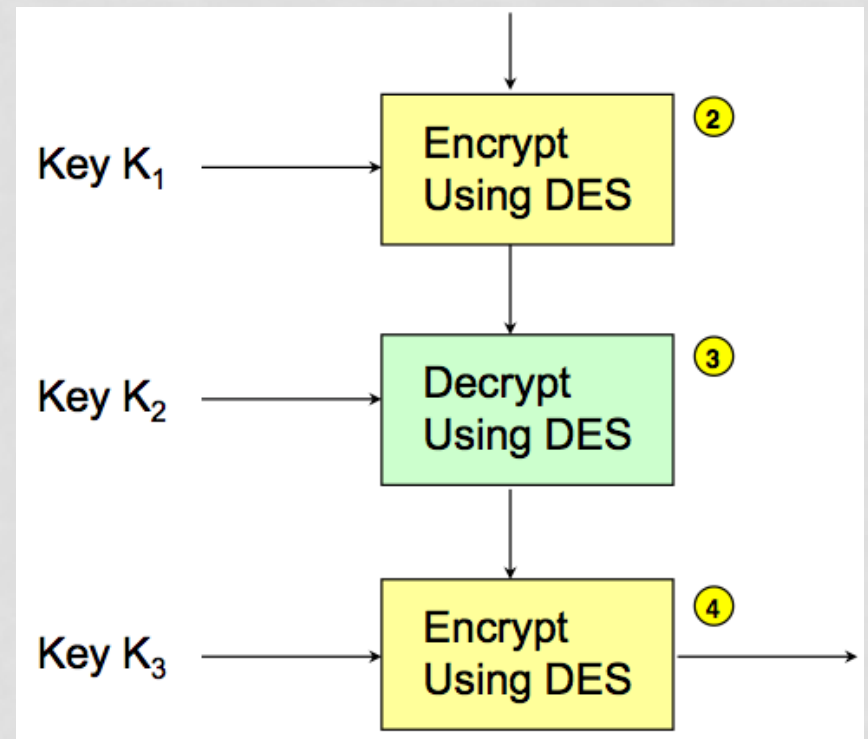 Key K₁
Encrypt
Using DES
2
Key K₂
Decrypt
Using DES
3
Key K₃
Encrypt
Using DES
4